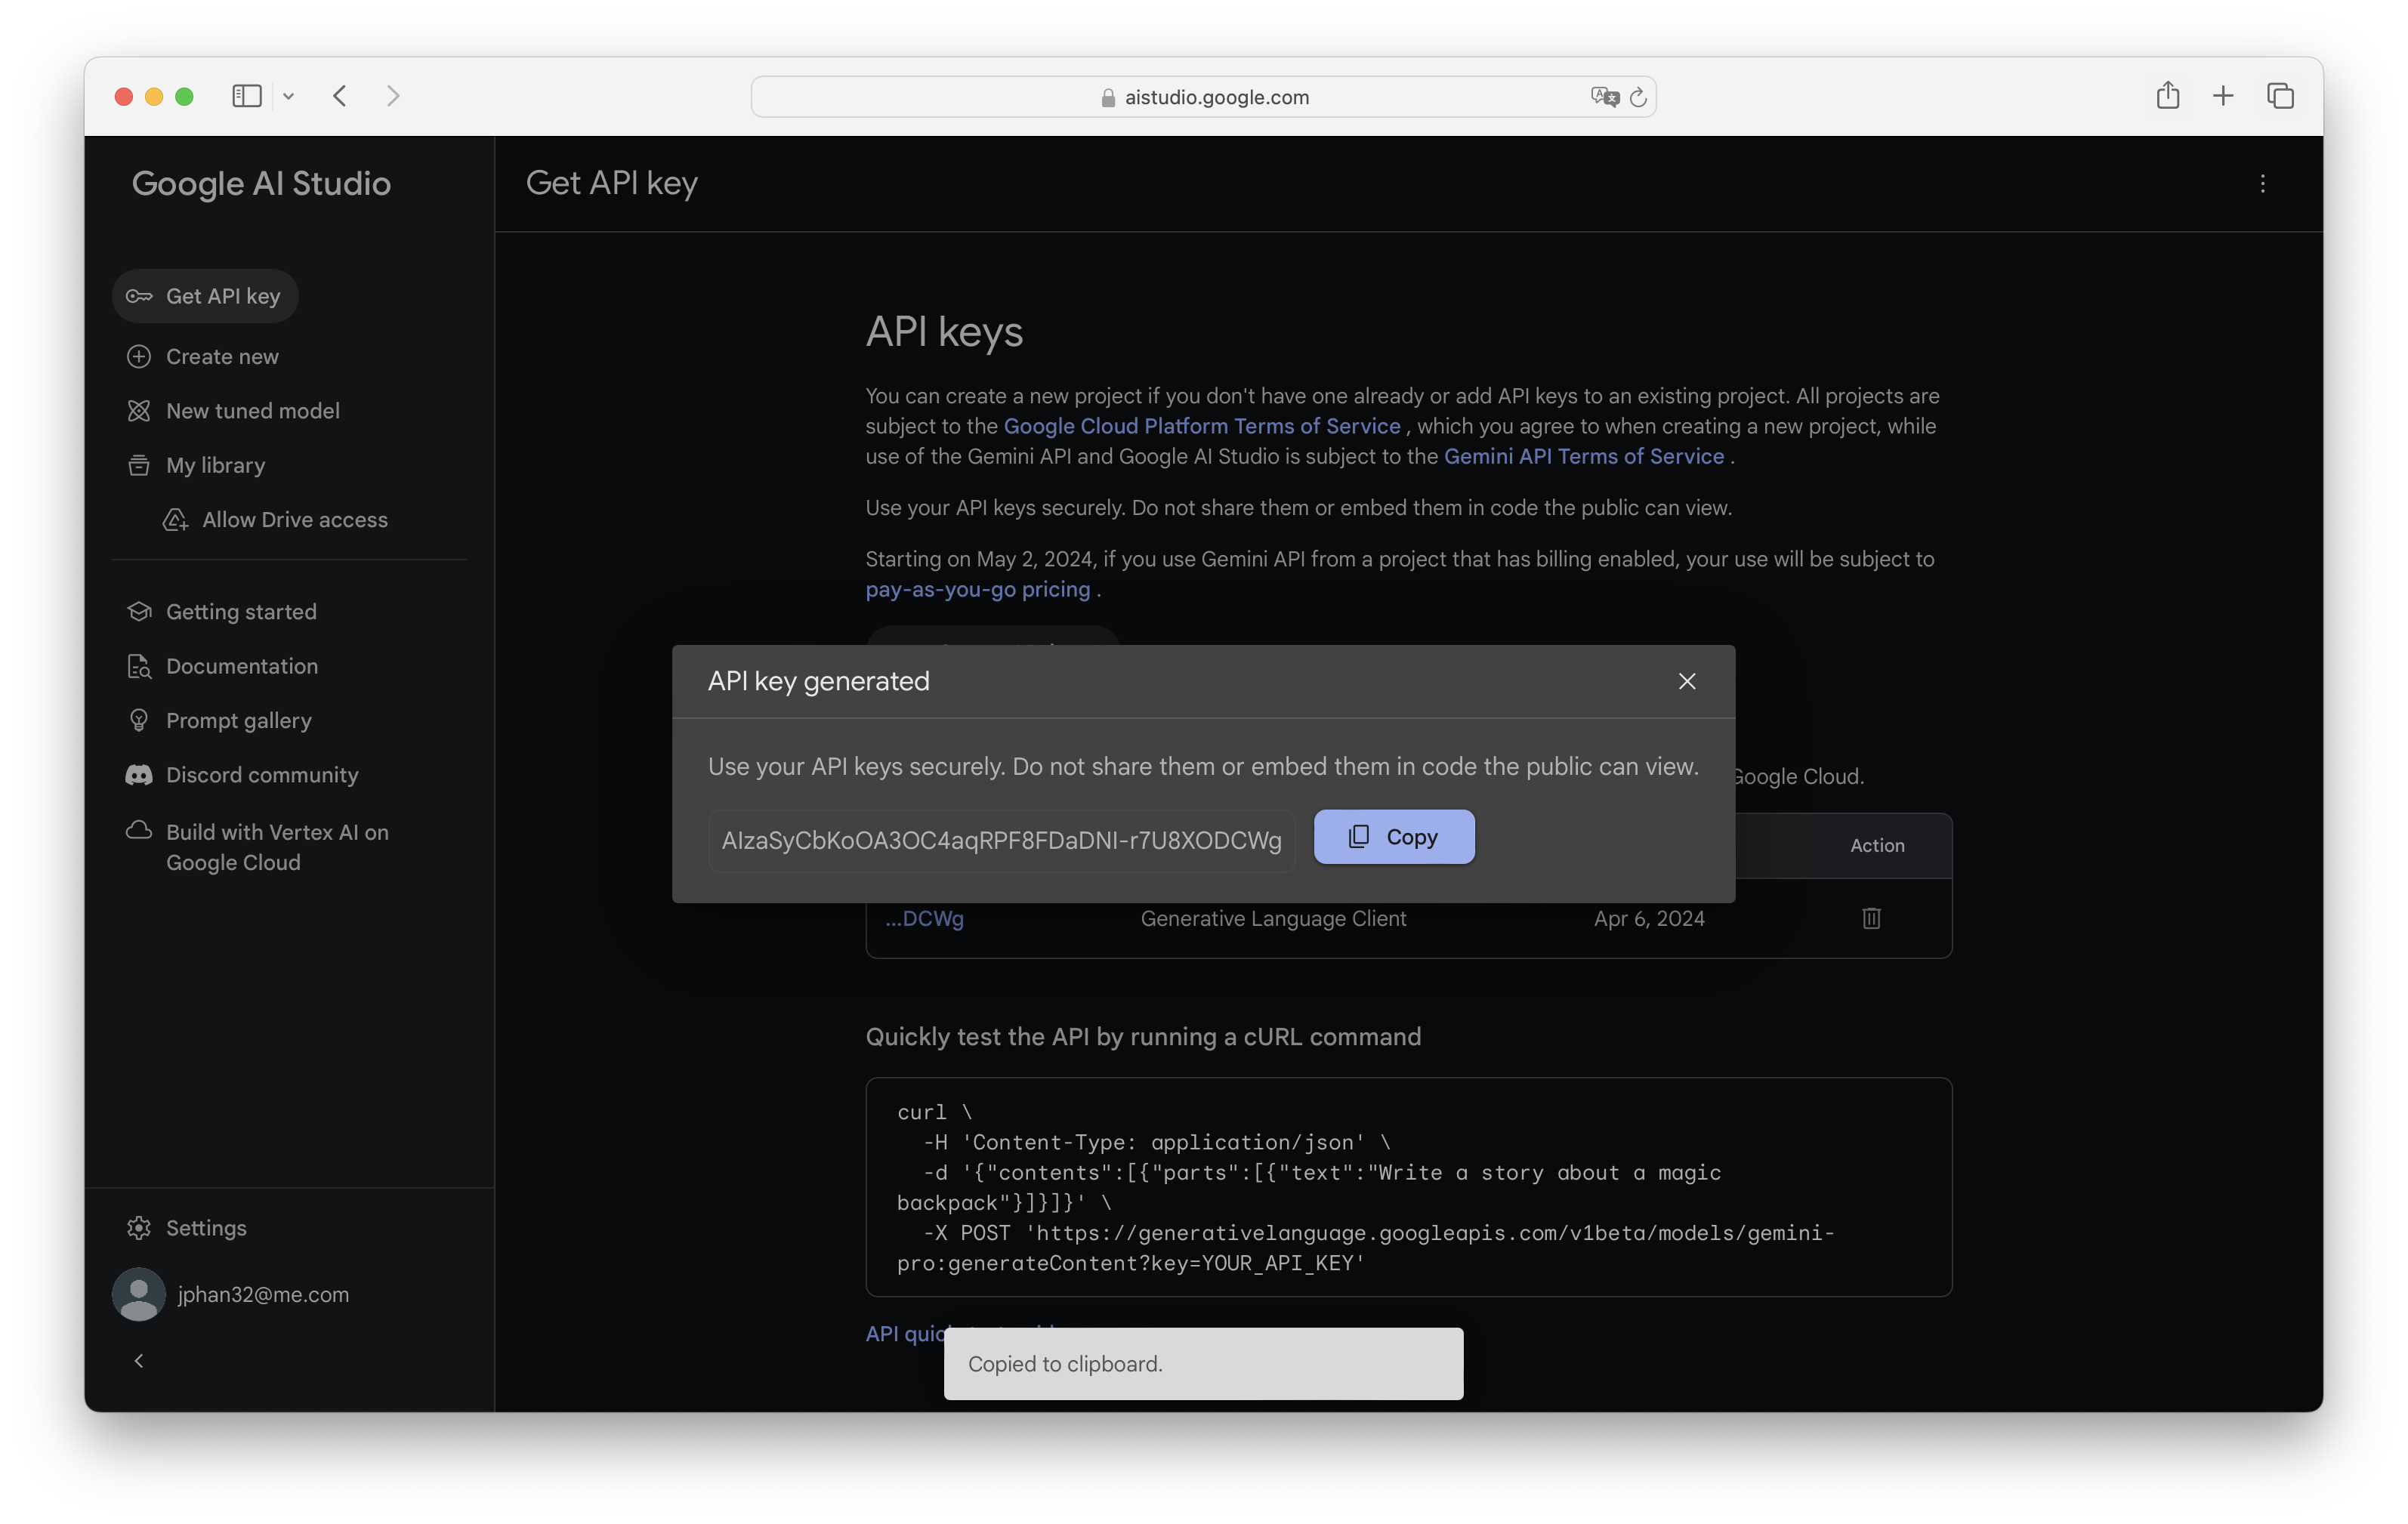 aistudio.google.com
Google AI Studio
Get API key
Get API key
Create new
New tuned model
My library
Allow Drive access
Getting started
Documentation
Prompt gallery
Discord community
Build with Vertex AI on
Google Cloud
Settings
jphan32@me.com
API keys
You can create a new project if you don't have one already or add API keys to an existing project. All projects are
subject to the Google Cloud Platform Terms of Service , which you agree to when creating a new project, while
use of the Gemini API and Google AI Studio is subject to the Gemini API Terms of Service .
Use your API keys securely. Do not share them or embed them in code the public can view.
Starting on May 2, 2024, if you use Gemini API from a project that has billing enabled, your use will be subject to
pay-as-you-go pricing .
API key generated
Use your API keys securely. Do not share them or embed them in code the public can view.
Copy
Google Cloud.
Action
...DCWg Generative Language Client Apr 6, 2024
Quickly test the API by running a cURL command
curl \
-H 'Content-Type: application/json' \
-d '{"contents":[{"parts":[{"text":"Write a story about a magic
backpack"}]}]}' \
-X POST 'https://generativelanguage.googleapis.com/v1beta/models/gemini-
pro:generateContent?key=YOUR_API_KEY'
API
Copied to clipboard.